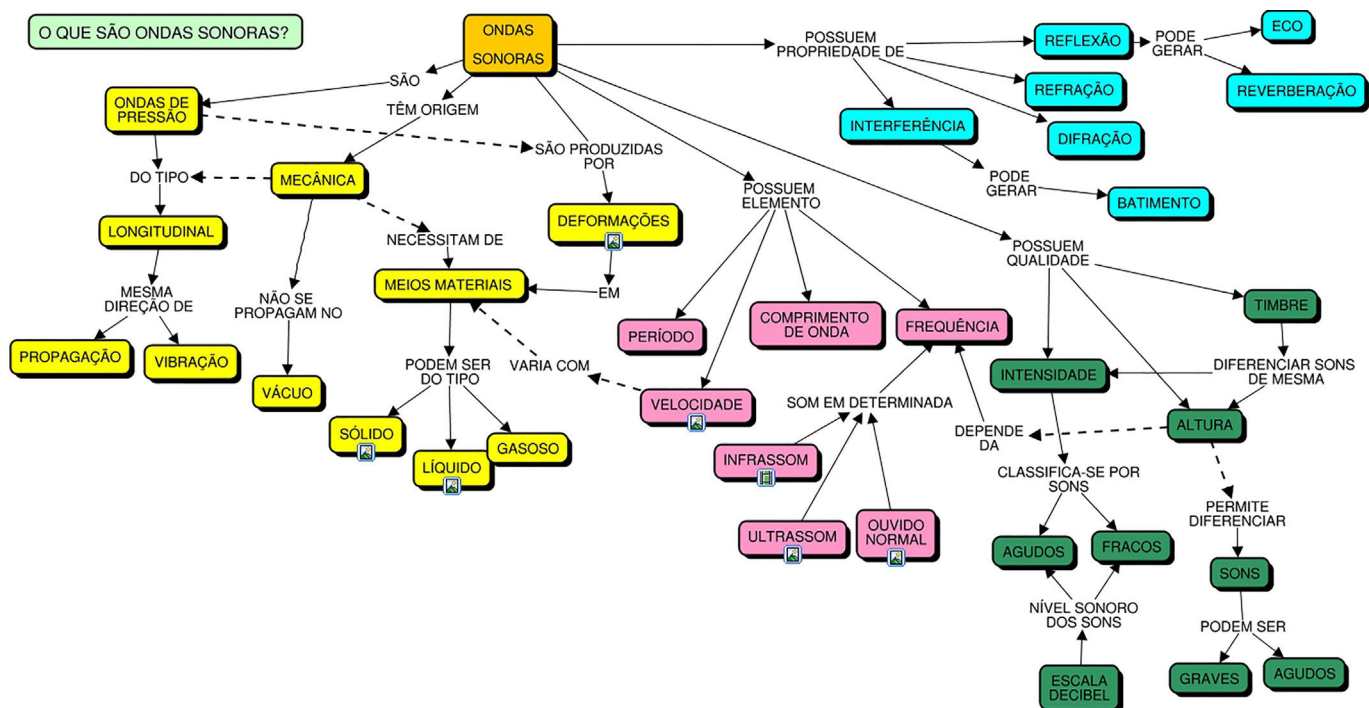 O QUE SÃO ONDAS SONORAS?
ONDAS
SONORAS
SÃO
ONDAS DE
PRESSÃO
DO TIPO
LONGITUDINAL
MESMA
DIREÇÃO DE
PROPAGAÇÃO
VIBRAÇÃO
TÊM ORIGEM
MECÂNICA
NÃO SE
PROPAGAM NO
VÁCUO
NECESSITAM DE
MEIOS MATERIAIS
SÃO PRODUZIDAS
POR
DEFORMAÇÕES
EM
PODEM SER
DO TIPO
SÓLIDO
LÍQUIDO
GASOSO
VARIA COM
POSSUEM
ELEMENTO
PERÍODO
VELOCIDADE
COMPRIMENTO
DE ONDA
FREQUÊNCIA
SOM EM DETERMINADA
INFRASSOM
ULTRASSOM
OUVIDO
NORMAL
DEPENDE
DA
POSSUEM
PROPRIEDADE DE
REFLEXÃO
PODE
GERAR
ECO
REVERBERAÇÃO
REFRAÇÃO
DIFRAÇÃO
INTERFERÊNCIA
PODE
GERAR
BATIMENTO
POSSUEM
QUALIDADE
TIMBRE
DIFERENCIAR SONS
DE MESMA
INTENSIDADE
ALTURA
CLASSIFICA-SE POR
SONS
AGUDOS
FRACOS
NÍVEL SONORO
DOS SONS
ESCALA
DECIBEL
PERMITE
DIFERENCIAR
SONS
PODEM SER
GRAVES
AGUDOS